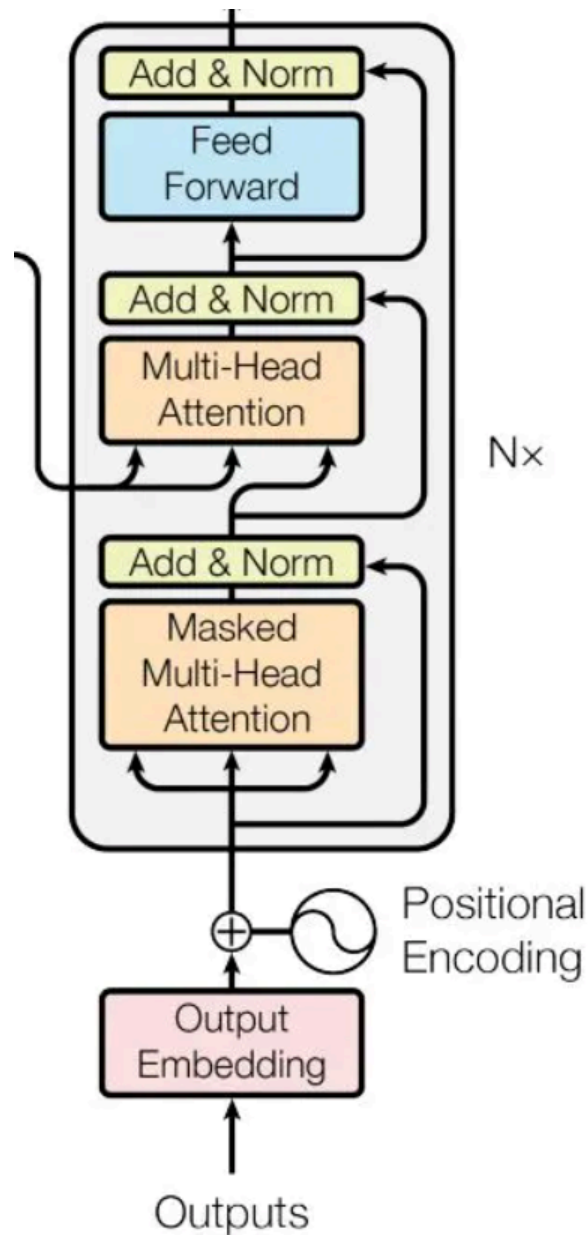 Add & Norm
Feed
Forward
Add & Norm
Multi-Head
Attention
N×
Add & Norm
Masked
Multi-Head
Attention
Positional
Encoding
Output
Embedding
Outputs